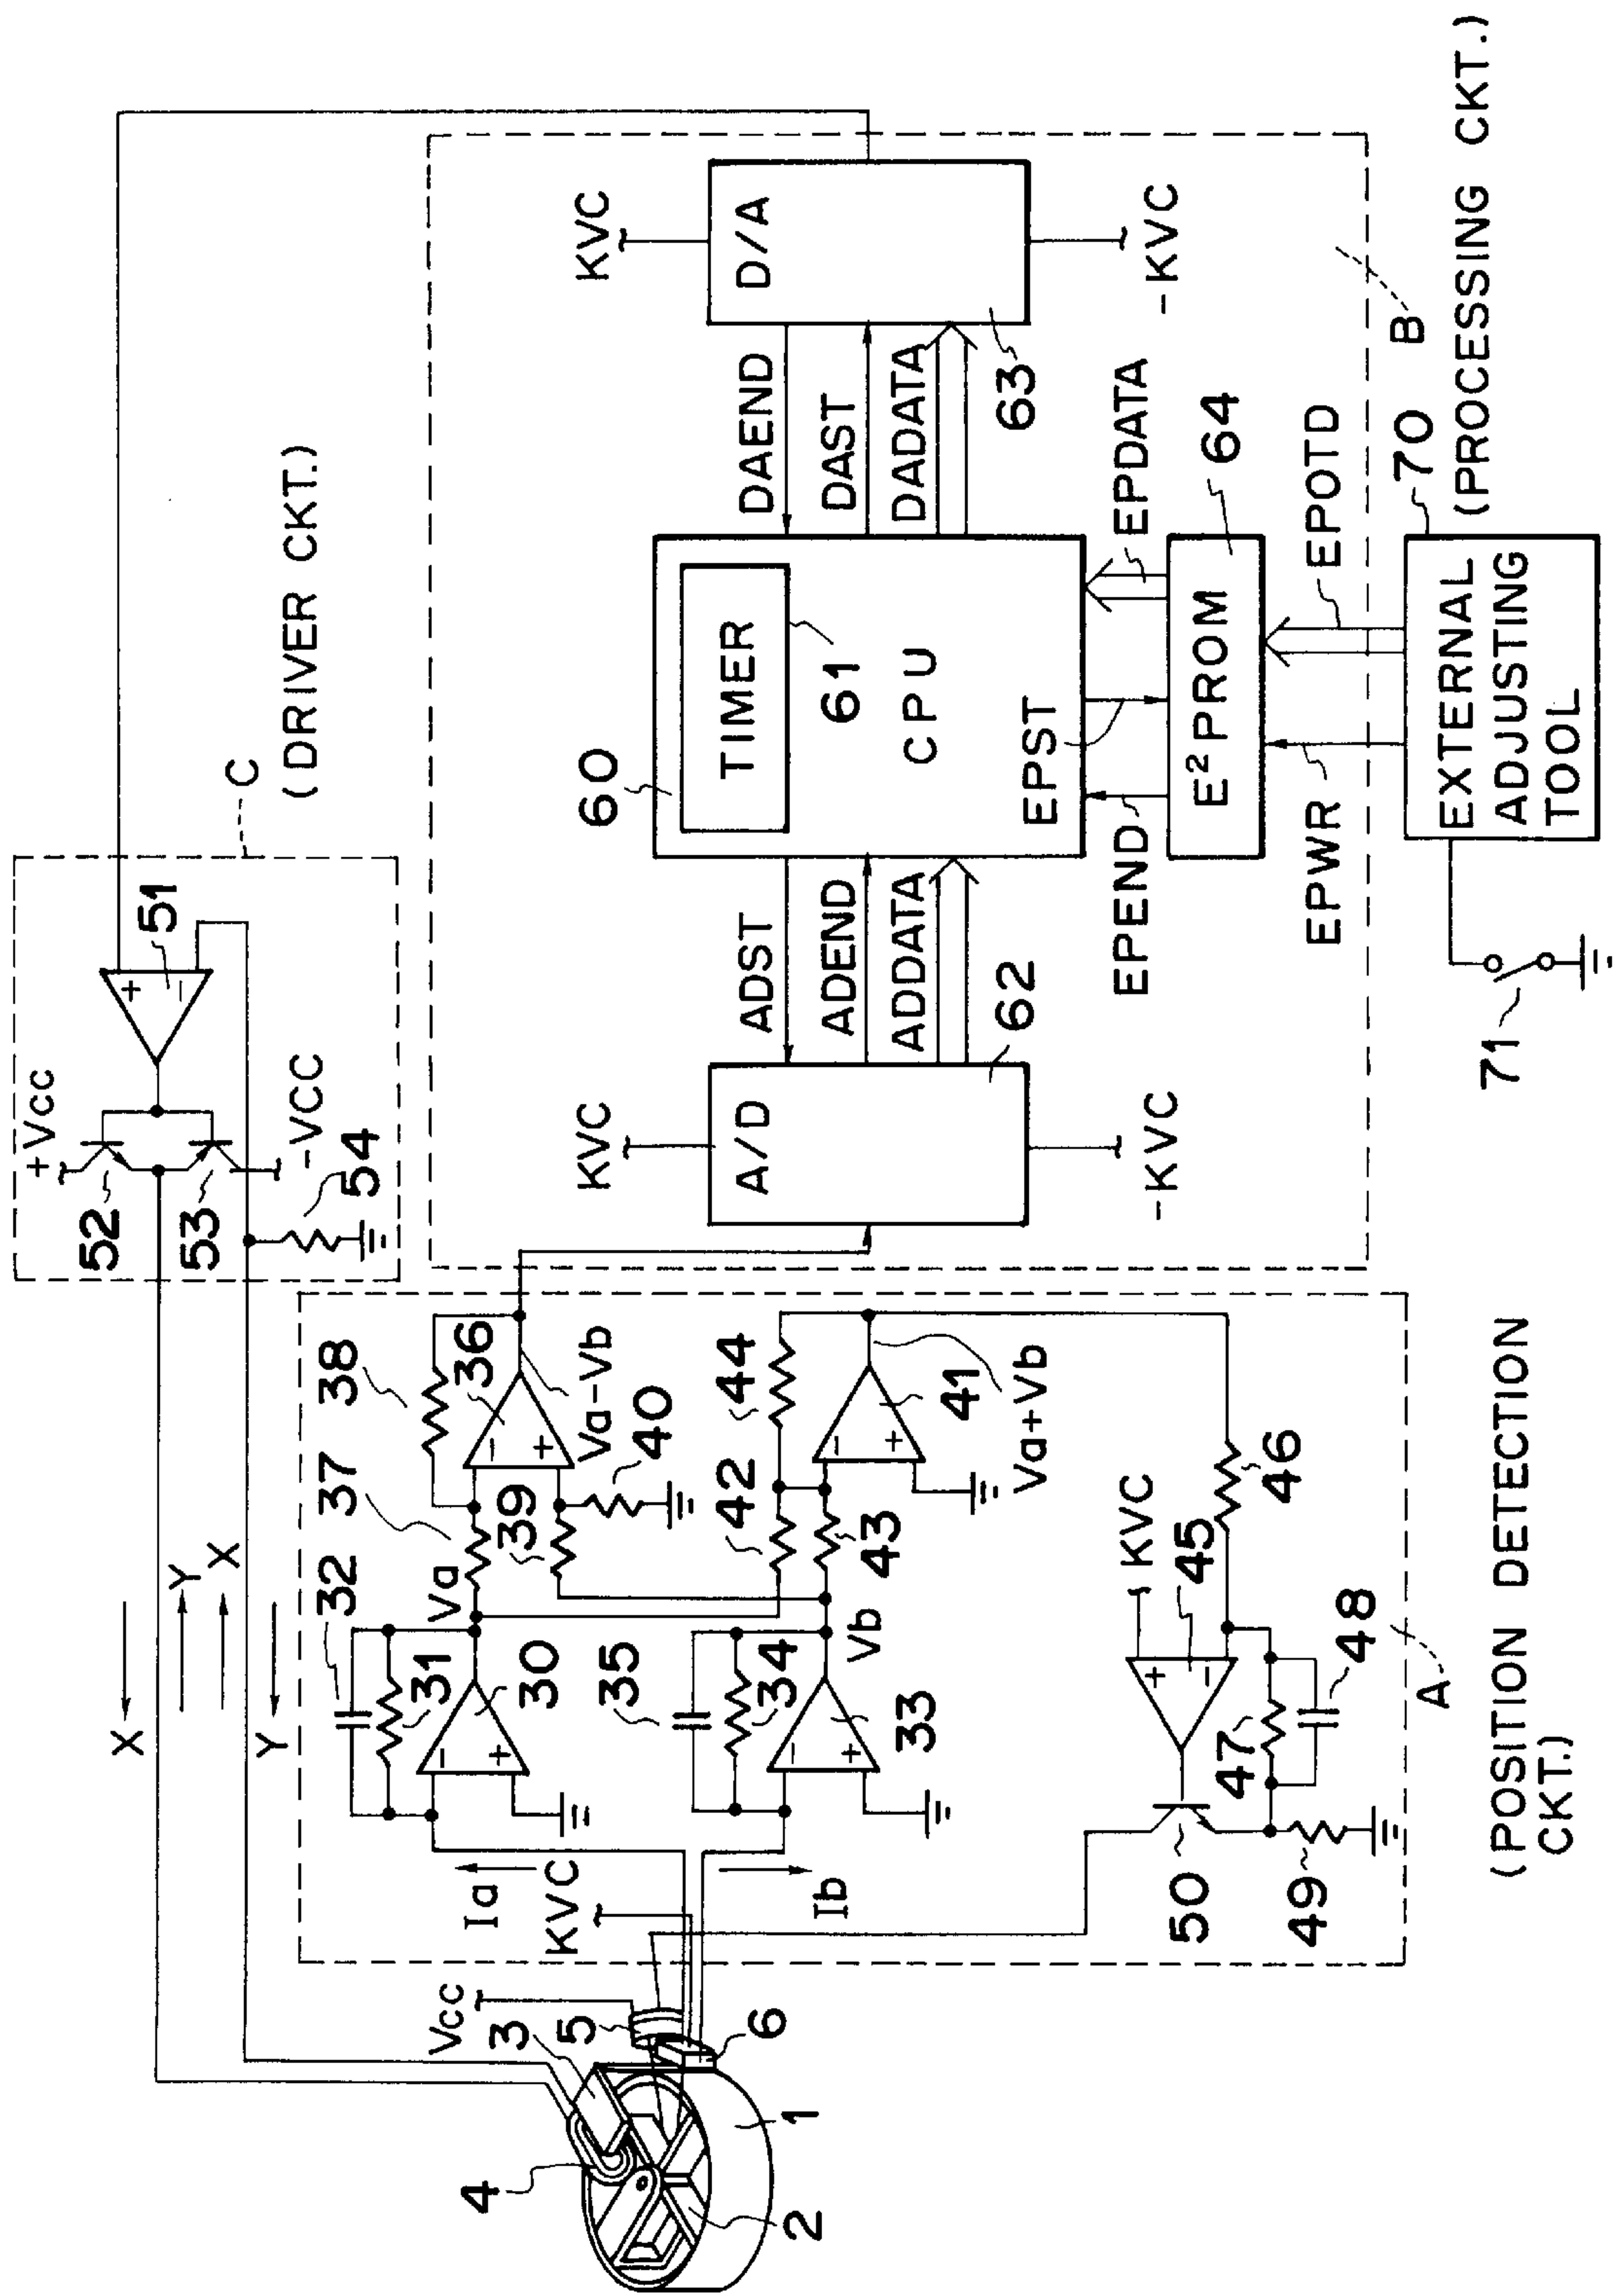 +Vcc
51
+
−
C
(DRIVER CKT.)
52
53
-VCC
54
X
Y
X
Y
32
31
30
−
+
Va
37
38
36
−
+
Va-Vb
39
40
35
34
33
−
+
Vb
42
44
43
41
−
+
Va+Vb
KVC
45
+
−
46
47
48
49
50
A
(POSITION DETECTION
CKT.)
Ia
KVC
Ib
Vcc
3
5
6
4
2
1
KVC
A/D
62
-KVC
ADST
ADEND
ADDATA
60
TIMER
61
CPU
EPST
DAEND
DAST
DADATA
KVC
D/A
63
-KVC
EPEND
EPDATA
E² PROM
64
EPWR
EPOTD
B
(PROCESSING CKT.)
70
EXTERNAL
ADJUSTING
TOOL
71